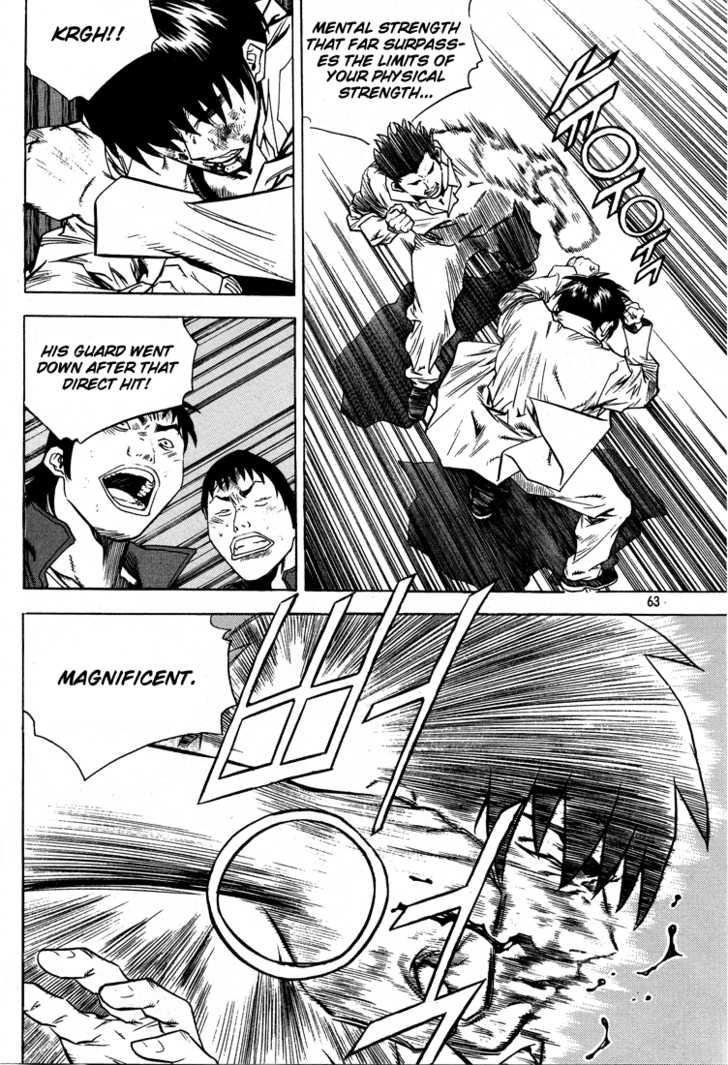 KRGH!!
MENTAL STRENGTH
THAT FAR SURPASS-
ES THE LIMITS OF
YOUR PHYSICAL
STRENGTH...
HIS GUARD WENT
DOWN AFTER THAT
DIRECT HIT!
63
MAGNIFICENT.